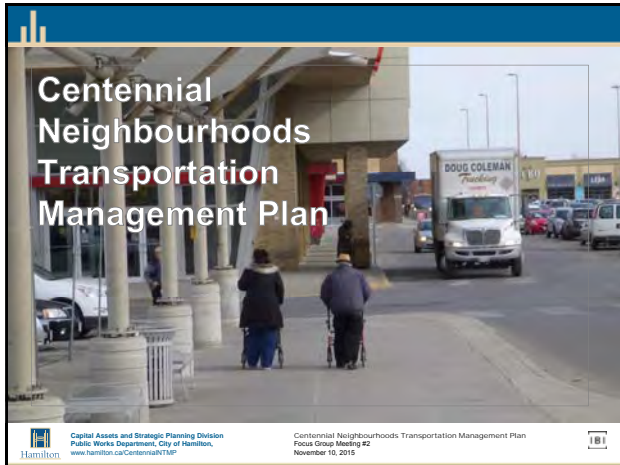 Centennial
Neighbourhoods
Transportation
Management Plan
DOUG COLEMAN
Trucking
Hamilton
Capital Assets and Strategic Planning Division
Public Works Department, City of Hamilton,
www.hamilton.ca/CentennialNTMP
Centennial Neighbourhoods Transportation Management Plan
Focus Group Meeting #2
November 10, 2015